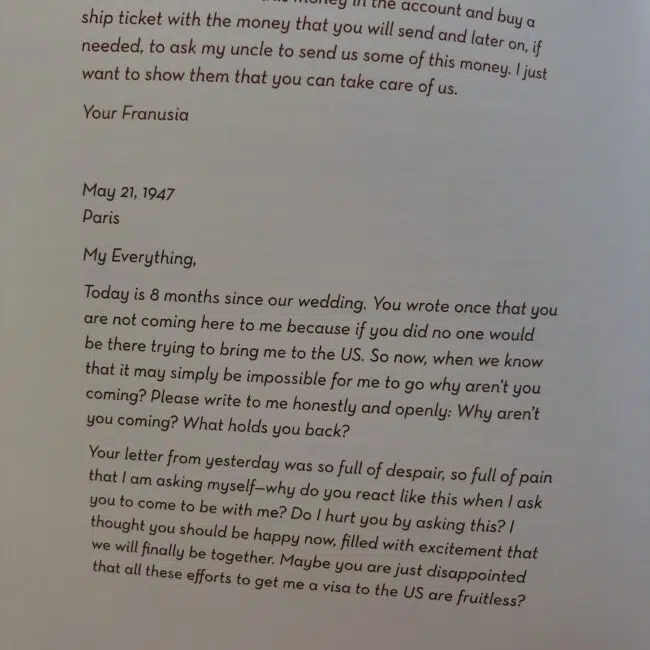 money in the account and buy a
ship ticket with the money that you will send and later on, if
needed, to ask my uncle to send us some of this money. I just
want to show them that you can take care of us.
Your Franusia
May 21, 1947
Paris
My Everything,
Today is 8 months since our wedding. You wrote once that you
are not coming here to me because if you did no one would
be there trying to bring me to the US. So now, when we know
that it may simply be impossible for me to go why aren't you
coming? Please write to me honestly and openly: Why aren't
you coming? What holds you back?
Your letter from yesterday was so full of despair, so full of pain
that I am asking myself—why do you react like this when I ask
you to come to be with me? Do I hurt you by asking this? I
thought you should be happy now, filled with excitement that
we will finally be together. Maybe you are just disappointed
that all these efforts to get me a visa to the US are fruitless?